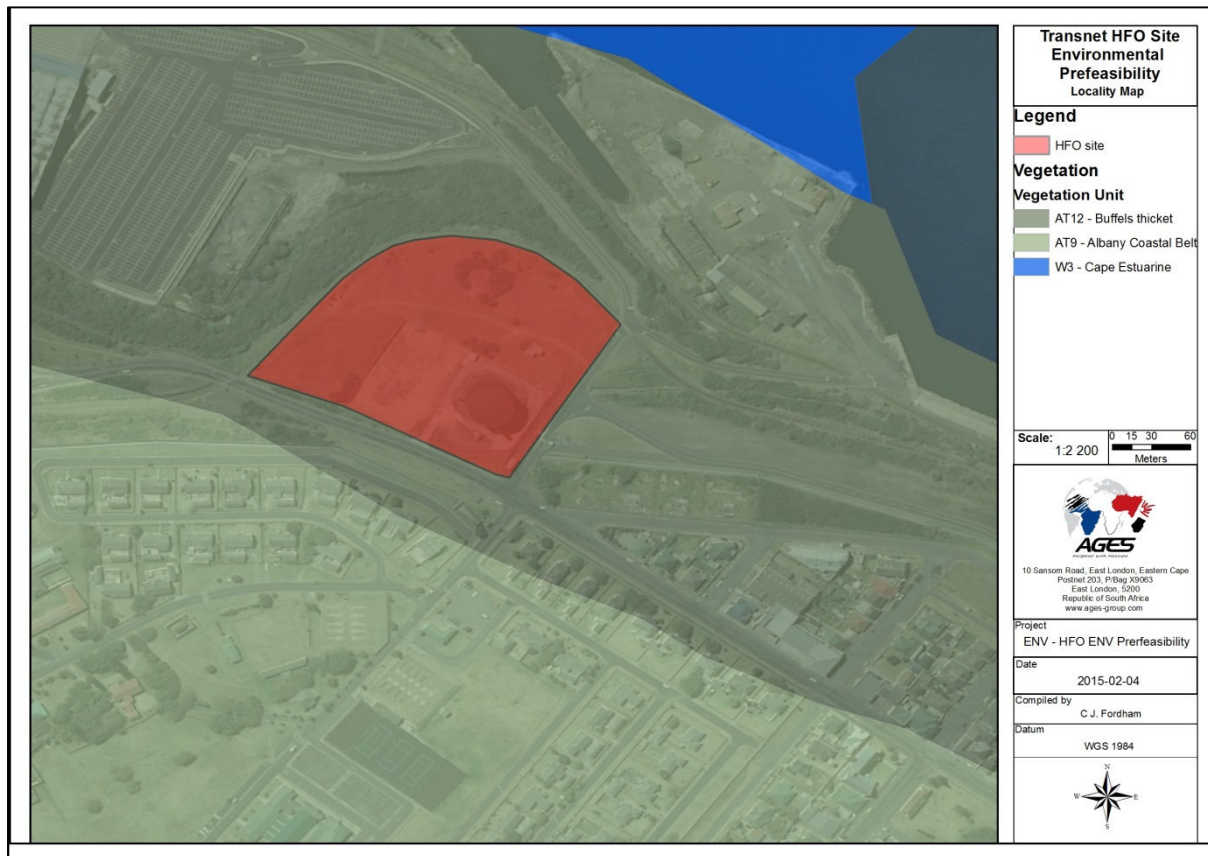 Transnet HFO Site
Environmental
Prefeasibility
Locality Map
Legend
HFO site
Vegetation
Vegetation Unit
AT12 - Buffels thicket
AT9 - Albany Coastal Belt
W3 - Cape Estuarine
Scale:
1:2 200
0 15 30 60
Meters
AGES
10 Sansom Road, East London, Eastern Cape
Postnet 203, P/Bag X9063
East London, 5200
Republic of South Africa
www.ages-group.com
Project
ENV - HFO ENV Prerfeasibility
Date
2015-02-04
Compiled by
C J. Fordham
Datum
WGS 1984
N
W E
S